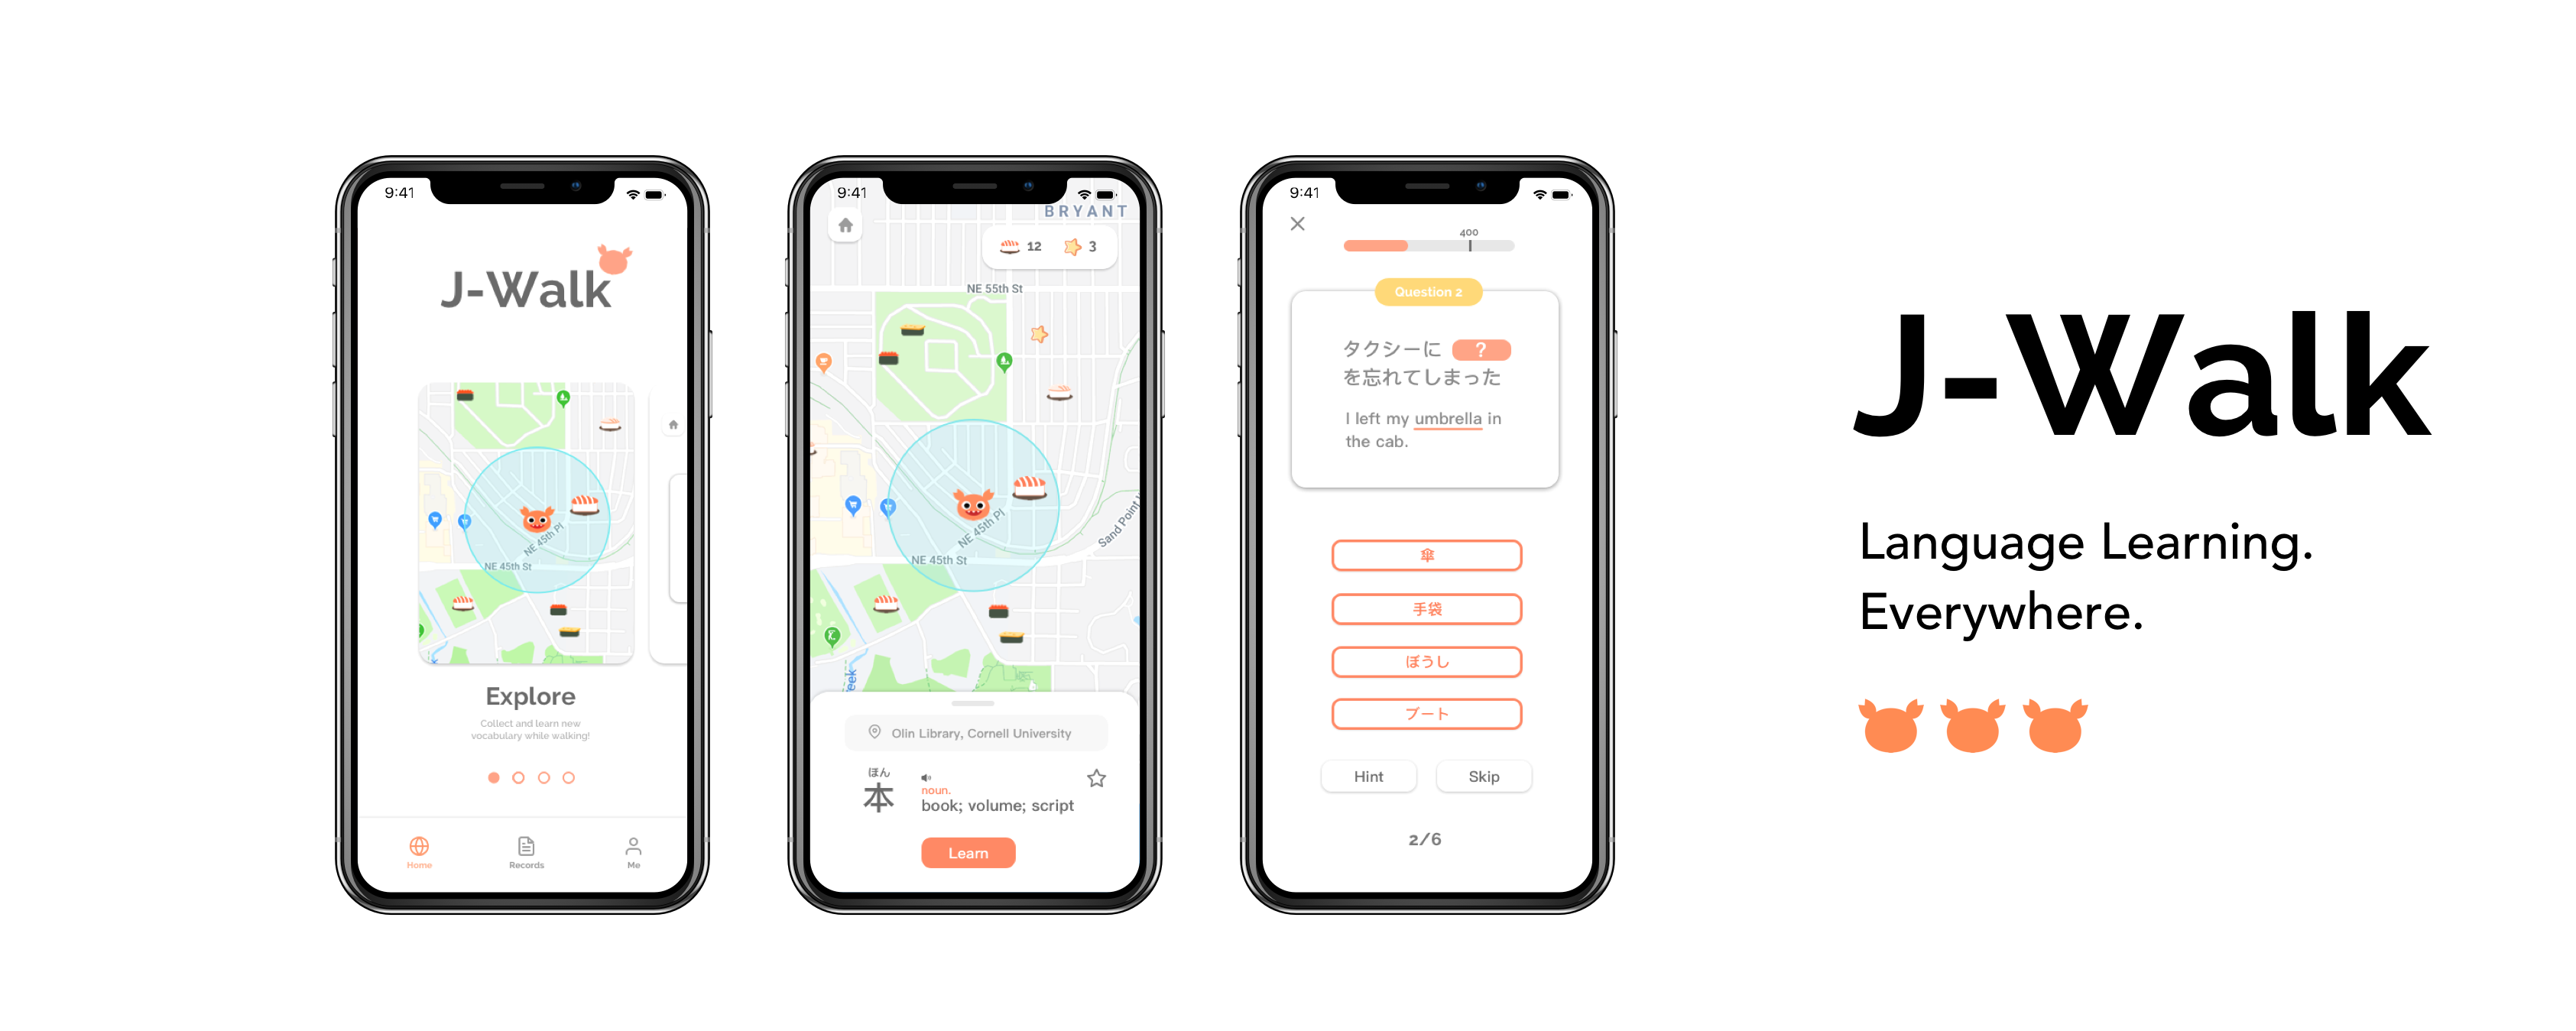 9:41
J-Walk
NE 45th Pl
NE 45th St
Explore
Collect and learn new
vocabulary while walking!
Home
Records
Me
9:41
BRYANT
12
3
NE 55th St
NE 45th Pl
NE 45th St
Sand Point
eek
Olin Library, Cornell University
ほん
本
noun.
book; volume; script
Learn
9:41
400
Question 2
タクシーに ?
を忘れてしまった
I left my umbrella in
the cab.
傘
手袋
ぼうし
ブート
Hint
Skip
2/6
J-Walk
Language Learning.
Everywhere.